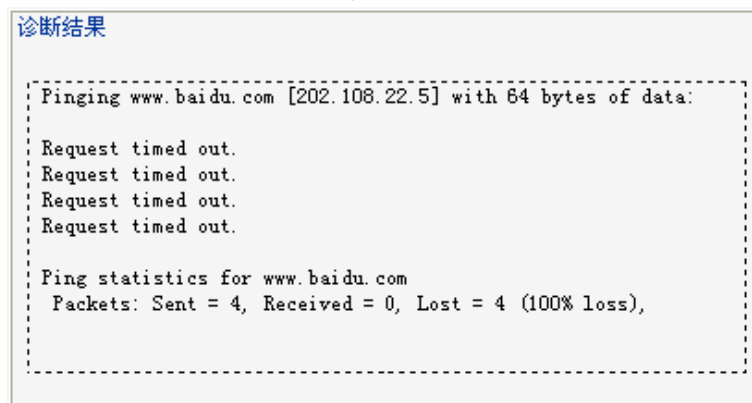 诊断结果
Pinging www.baidu.com [202.108.22.5] with 64 bytes of data:
Request timed out.
Request timed out.
Request timed out.
Request timed out.
Ping statistics for www.baidu.com
Packets: Sent = 4, Received = 0, Lost = 4 (100% loss),